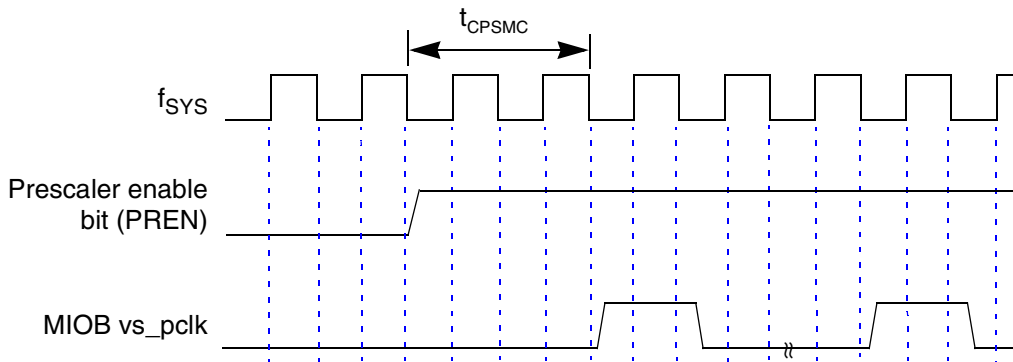 tCPSMC
fSYS
Prescaler enable
bit (PREN)
MIOB vs_pclk